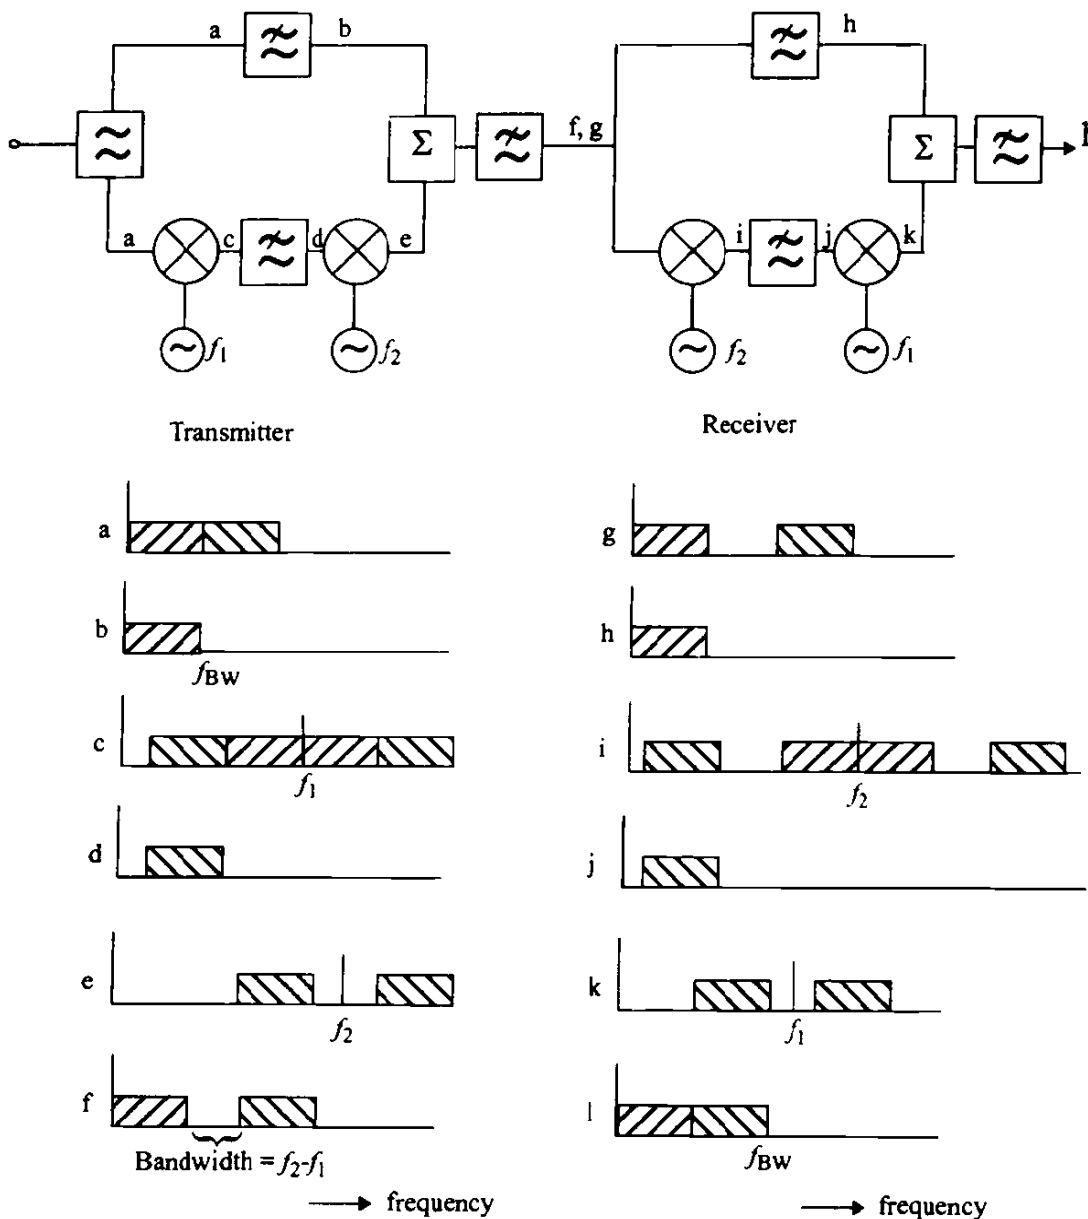 a b h
Σ f, g Σ l
a c d e i j k
f1 f2 f2 f1
Transmitter Receiver
a g
b h
fBW
c i
f1 f2
d j
e k
f2 f1
f l
Bandwidth = f2-f1 fBW
frequency frequency